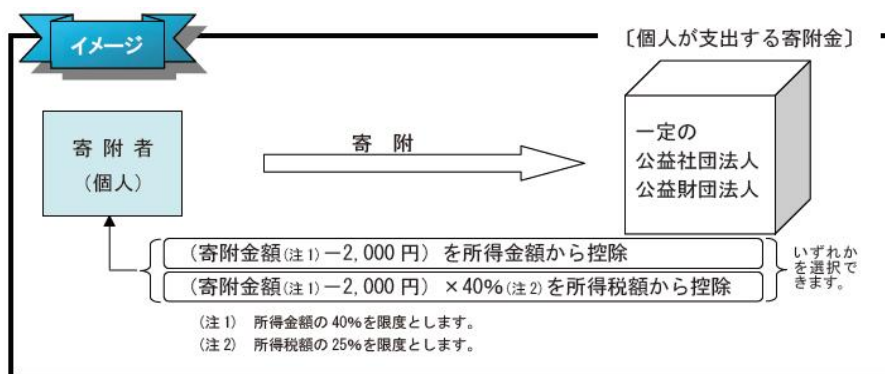 イメージ
〔個人が支出する寄附金〕
寄附者
(個人)
寄附
一定の
公益社団法人
公益財団法人
(寄附金額(注1)－2,000円) を所得金額から控除
(寄附金額(注1)－2,000円) ×40%(注2)を所得税額から控除
いずれか
を選択で
きます。
(注1) 所得金額の40%を限度とします。
(注2) 所得税額の25%を限度とします。